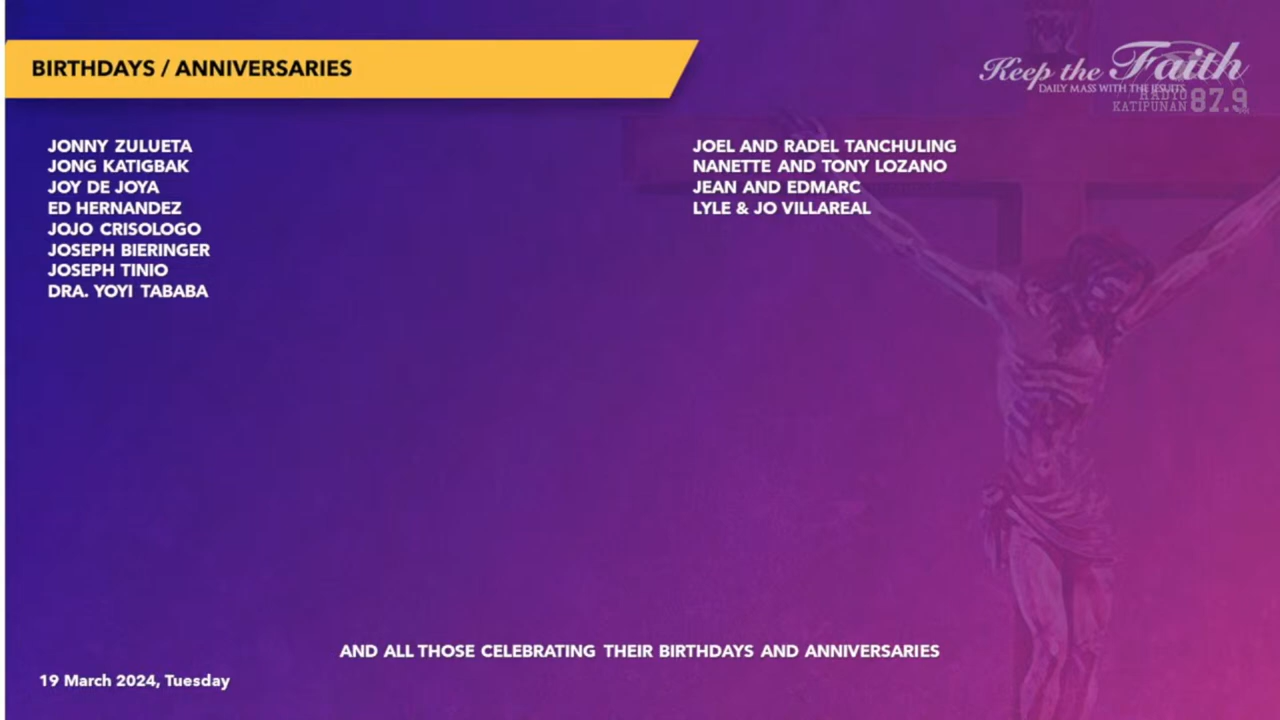 BIRTHDAYS / ANNIVERSARIES
Keep the Faith
DAILY MASS WITH THE JESUITS
RADYO
KATIPUNAN 87.9
JONNY ZULUETA
JONG KATIGBAK
JOY DE JOYA
ED HERNANDEZ
JOJO CRISOLOGO
JOSEPH BIERINGER
JOSEPH TINIO
DRA. YOYI TABABA
JOEL AND RADEL TANCHULING
NANETTE AND TONY LOZANO
JEAN AND EDMARC
LYLE & JO VILLAREAL
AND ALL THOSE CELEBRATING THEIR BIRTHDAYS AND ANNIVERSARIES
19 March 2024, Tuesday